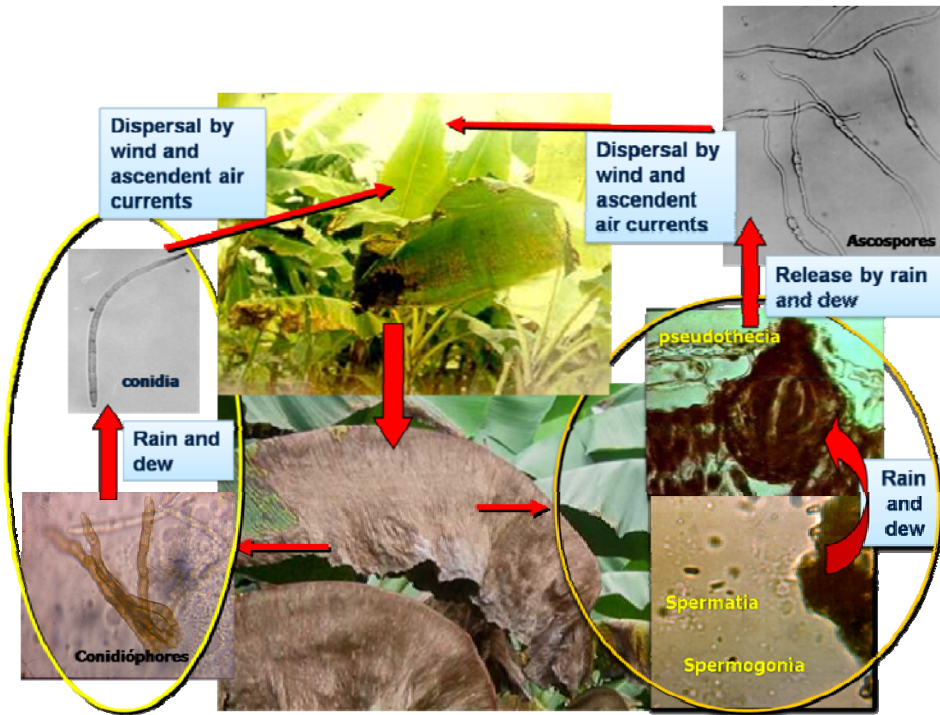 Dispersal by
wind and
ascendent air
currents
Dispersal by
wind and
ascendent
air currents
Ascospores
Release by rain
and dew
pseudothecia
conidia
Rain and
dew
Rain
and
dew
Spermatia
Conidióphores
Spermogonia